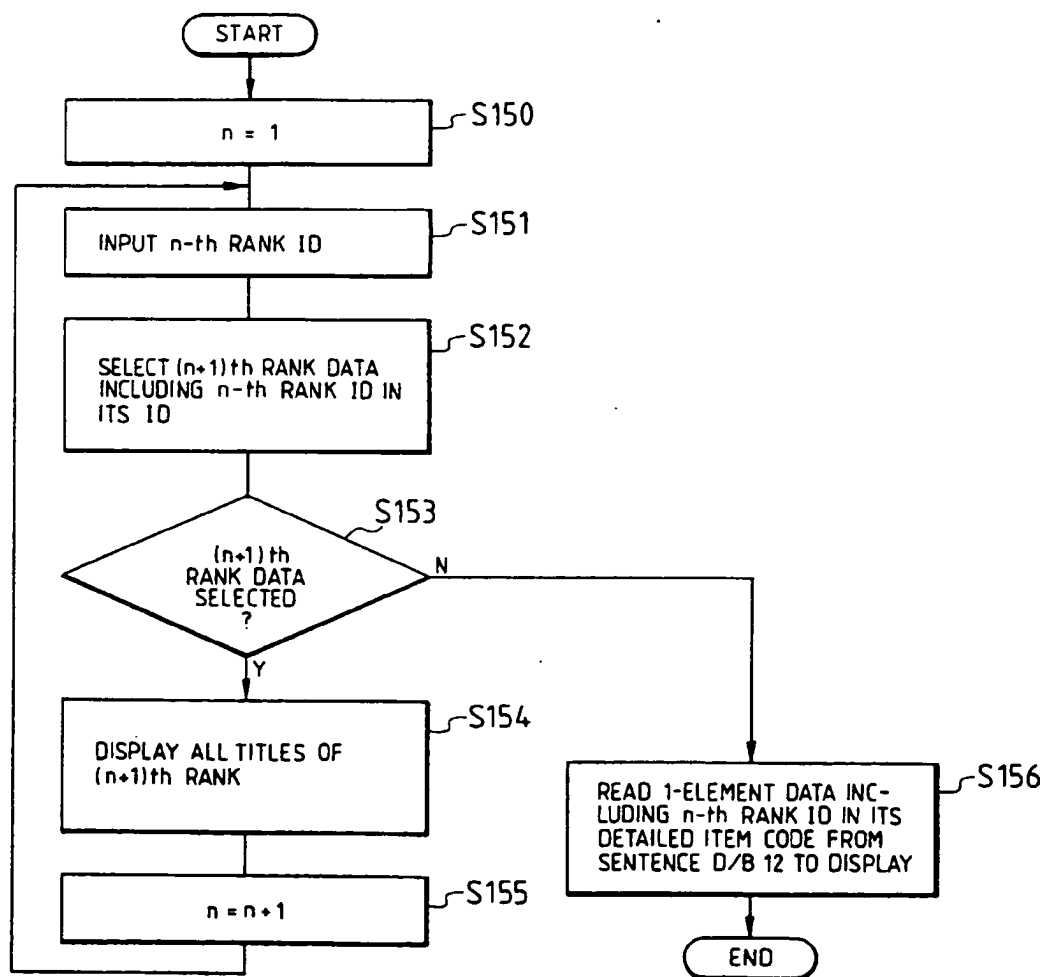 START
n = 1
S150
INPUT n-th RANK ID
S151
SELECT (n+1)th RANK DATA
INCLUDING n-th RANK ID IN
ITS ID
S152
(n+1)th
RANK DATA
SELECTED
?
S153
N
Y
DISPLAY ALL TITLES OF
(n+1)th RANK
S154
n = n+1
S155
READ 1-ELEMENT DATA INC-
LUDING n-th RANK ID IN ITS
DETAILED ITEM CODE FROM
SENTENCE D/B 12 TO DISPLAY
S156
END